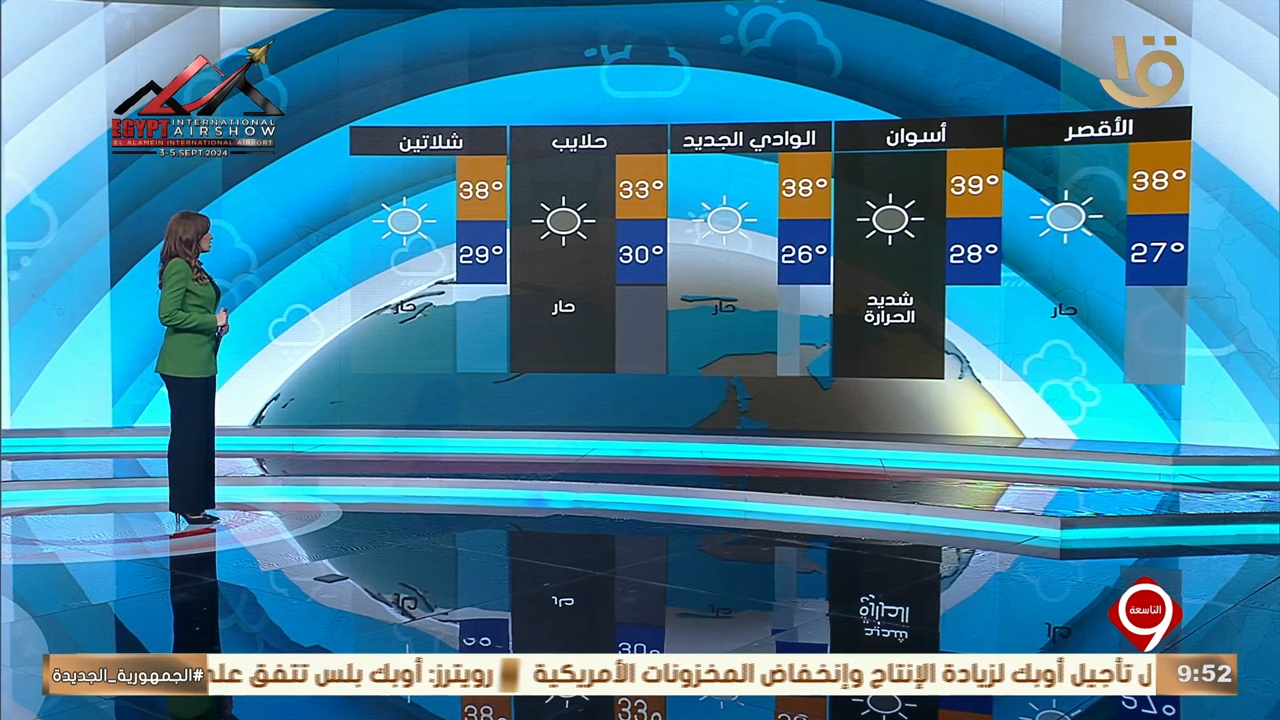 EGYPT INTERNATIONAL AIRSHOW
EL ALAMEIN INTERNATIONAL AIRPORT
3-5.SEPT.2024
الأقصر
38°
27°
حار
أسوان
39°
28°
شديد
الحرارة
الوادي الجديد
38°
26°
حار
حلايب
33°
30°
حار
شلاتين
38°
29°
حار
التاسعة
9
9:52
تأجيل أوبك لزيادة الإنتاج وإنخفاض المخزونات الأمريكية
رويترز: أوبك بلس تتفق على
#الجمهورية_الجديدة